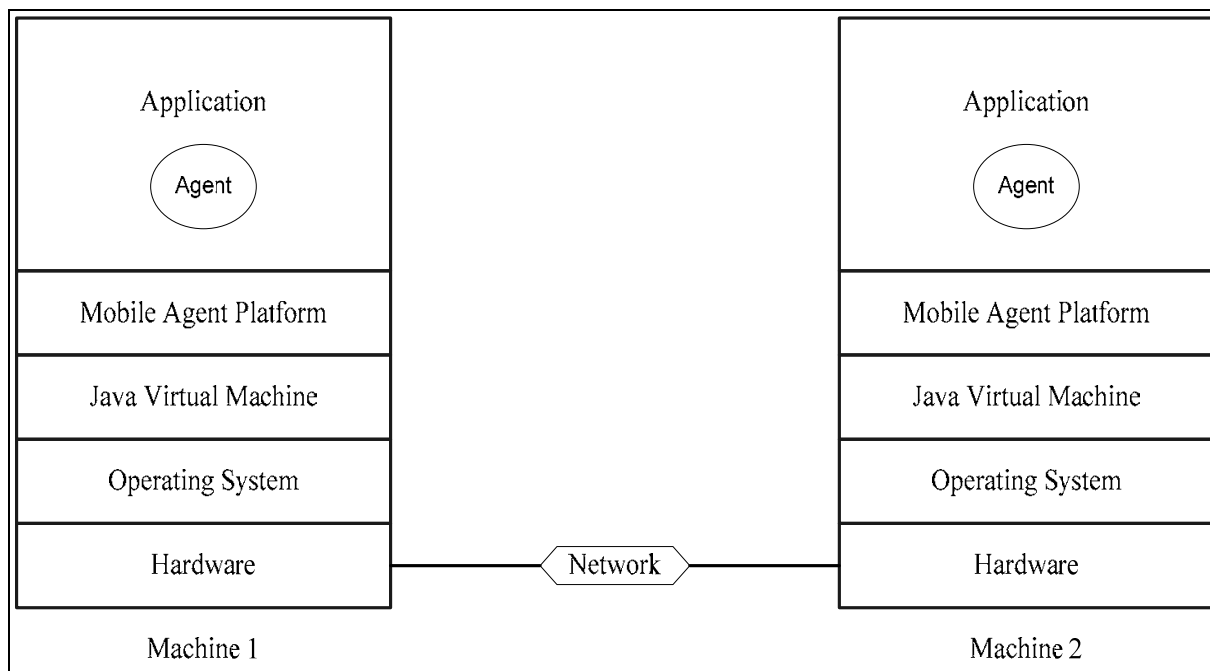 Application
Agent
Mobile Agent Platform
Java Virtual Machine
Operating System
Hardware
Machine 1
Network
Application
Agent
Mobile Agent Platform
Java Virtual Machine
Operating System
Hardware
Machine 2